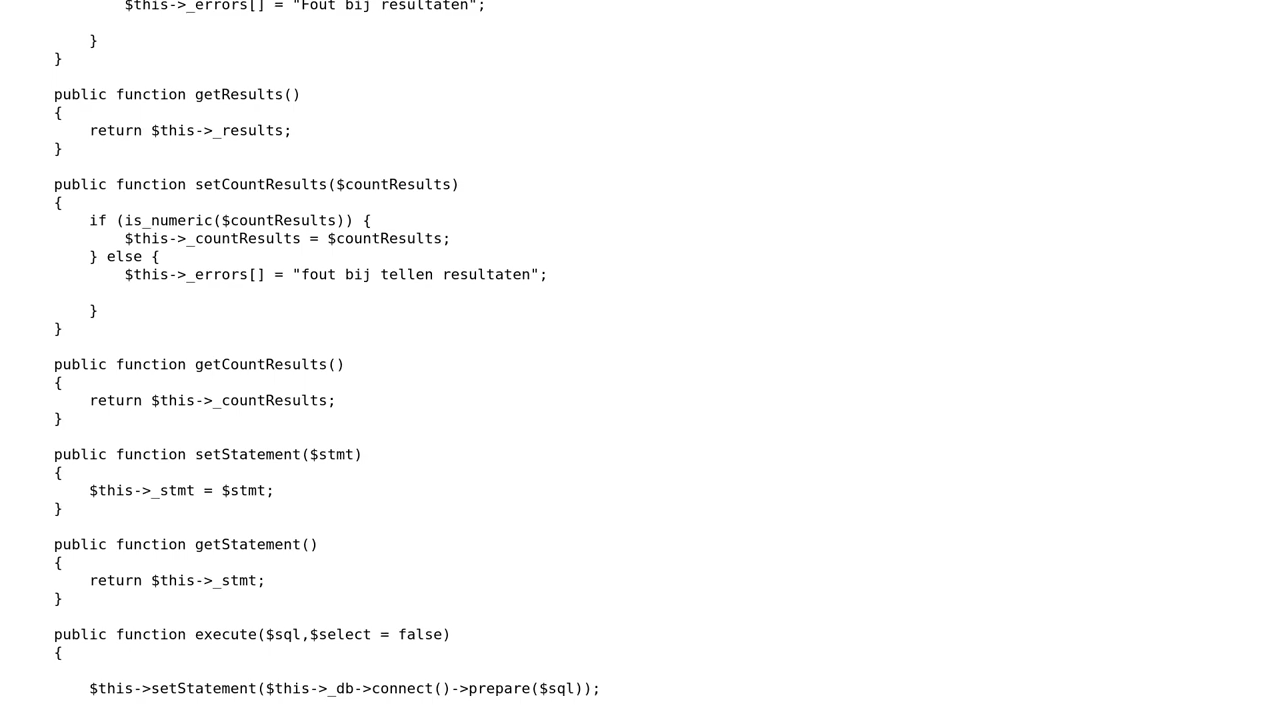 $this->_errors[] = "Fout bij resultaten";
}
}
public function getResults()
{
return $this->_results;
}
public function setCountResults($countResults)
{
if (is_numeric($countResults)) {
$this->_countResults = $countResults;
} else {
$this->_errors[] = "fout bij tellen resultaten";
}
}
public function getCountResults()
{
return $this->_countResults;
}
public function setStatement($stmt)
{
$this->_stmt = $stmt;
}
public function getStatement()
{
return $this->_stmt;
}
public function execute($sql,$select = false)
{
$this->setStatement($this->_db->connect()->prepare($sql));